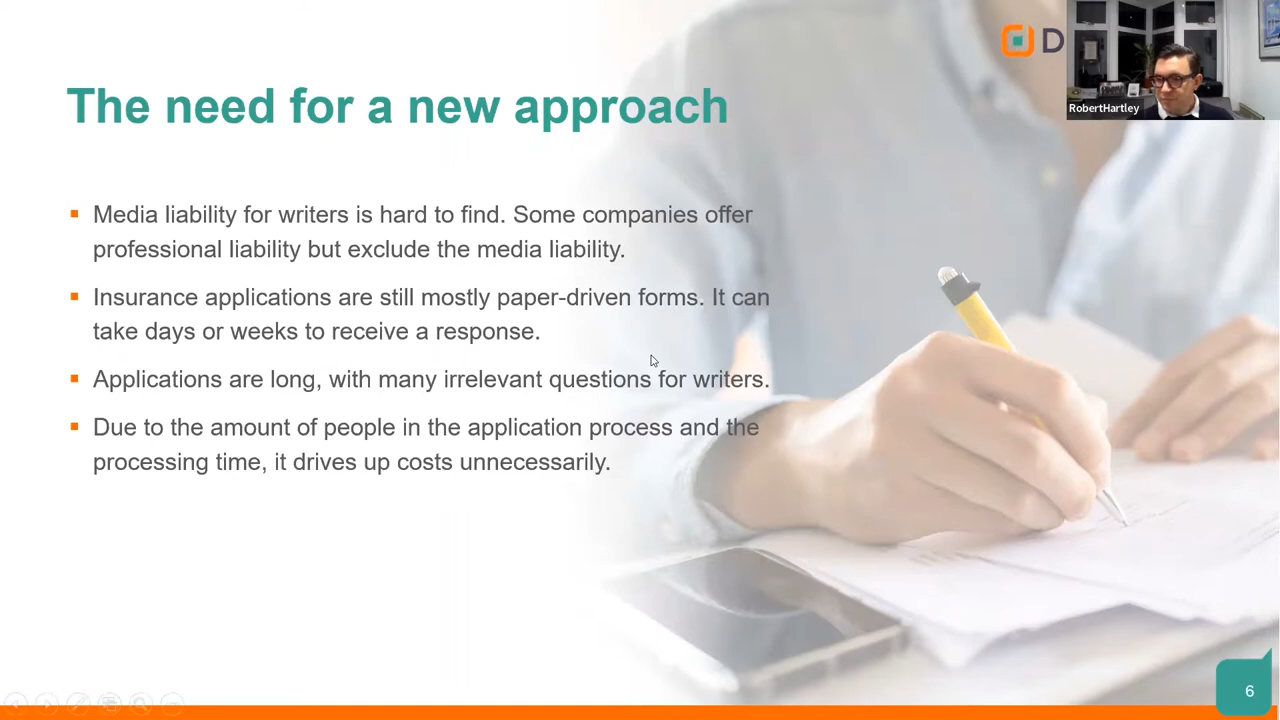 D
RobertHartley
The need for a new approach
Media liability for writers is hard to find. Some companies offer
professional liability but exclude the media liability.
Insurance applications are still mostly paper-driven forms. It can
take days or weeks to receive a response.
Applications are long, with many irrelevant questions for writers.
Due to the amount of people in the application process and the
processing time, it drives up costs unnecessarily.
6